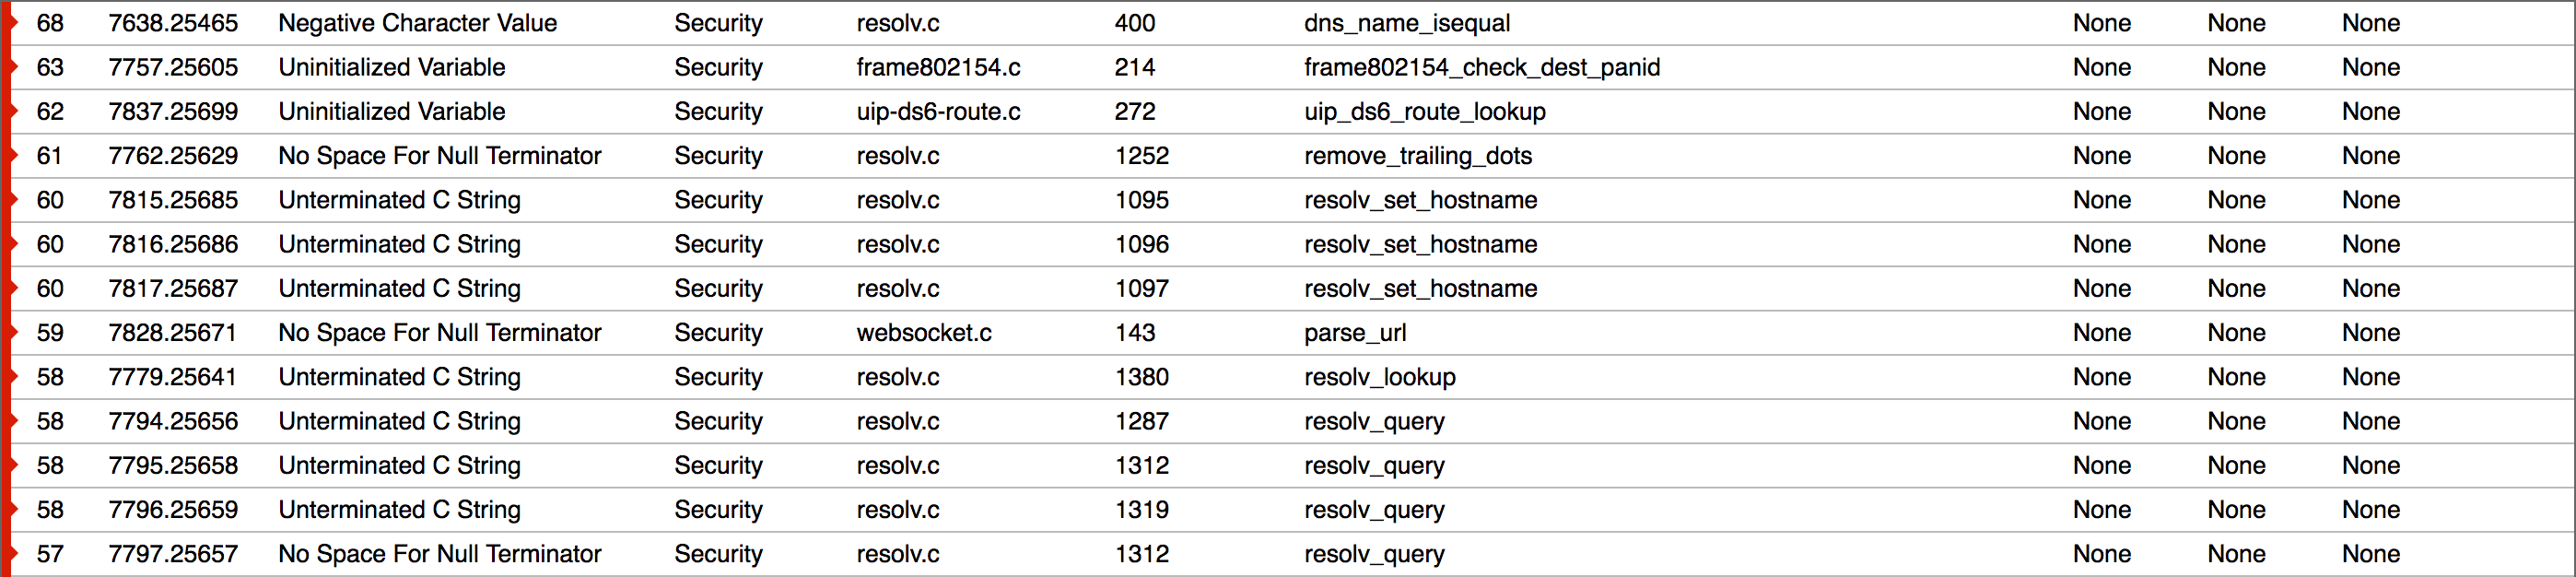 68 7638.25465 Negative Character Value Security resolv.c 400 dns_name_isequal None None None
63 7757.25605 Uninitialized Variable Security frame802154.c 214 frame802154_check_dest_panid None None None
62 7837.25699 Uninitialized Variable Security uip-ds6-route.c 272 uip_ds6_route_lookup None None None
61 7762.25629 No Space For Null Terminator Security resolv.c 1252 remove_trailing_dots None None None
60 7815.25685 Unterminated C String Security resolv.c 1095 resolv_set_hostname None None None
60 7816.25686 Unterminated C String Security resolv.c 1096 resolv_set_hostname None None None
60 7817.25687 Unterminated C String Security resolv.c 1097 resolv_set_hostname None None None
59 7828.25671 No Space For Null Terminator Security websocket.c 143 parse_url None None None
58 7779.25641 Unterminated C String Security resolv.c 1380 resolv_lookup None None None
58 7794.25656 Unterminated C String Security resolv.c 1287 resolv_query None None None
58 7795.25658 Unterminated C String Security resolv.c 1312 resolv_query None None None
58 7796.25659 Unterminated C String Security resolv.c 1319 resolv_query None None None
57 7797.25657 No Space For Null Terminator Security resolv.c 1312 resolv_query None None None